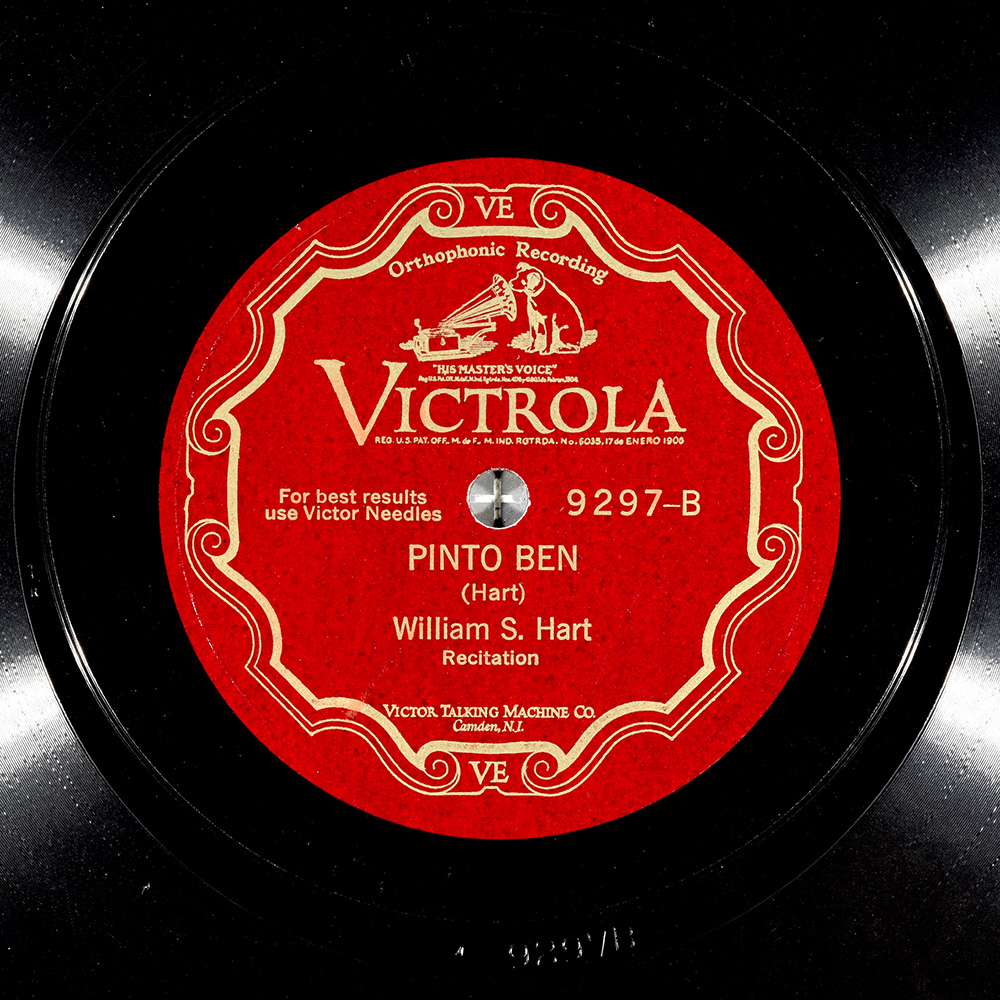 VE
Orthophonic Recording
"HIS MASTER'S VOICE"
VICTROLA
REG. U.S. PAT. OFF. M. de F. M. IND. RGTRDA. No. 6035, 17 de ENERO 1906
For best results
use Victor Needles
9297–B
PINTO BEN
(Hart)
William S. Hart
Recitation
VICTOR TALKING MACHINE CO.
Camden, N.J.
VE
9297B